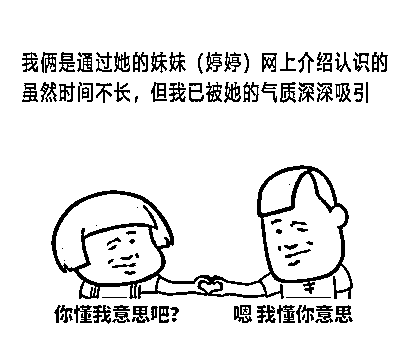 我俩是通过她的妹妹（婷婷）网上介绍认识的
虽然时间不长，但我已被她的气质深深吸引
你懂我意思吧？
嗯 我懂你意思